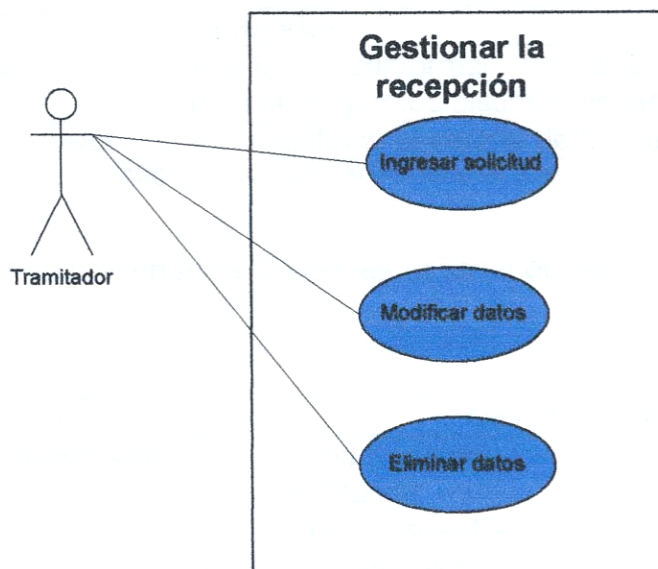 Gestionar la
recepción
Ingresar solicitud
Tramitador
Modificar datos
Eliminar datos